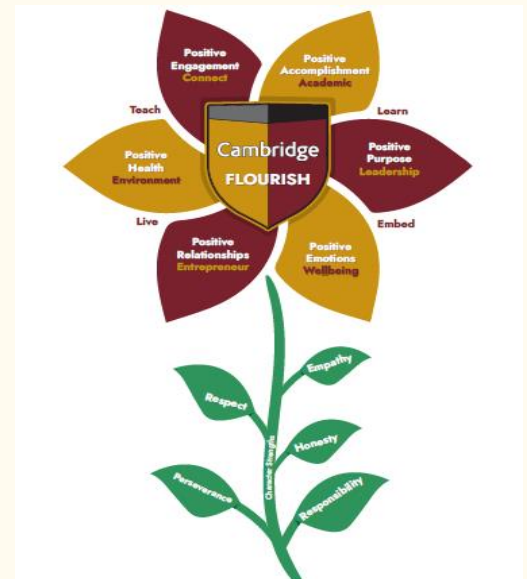 Positive
Engagement
Connect
Positive
Accomplishment
Academic
Teach
Learn
Cambridge
FLOURISH
Positive
Health
Environment
Positive
Purpose
Leadership
Live
Embed
Positive
Relationships
Entrepreneur
Positive
Emotions
Wellbeing
Empathy
Respect
Honesty
Character Strengths
Perseverance
Responsibility